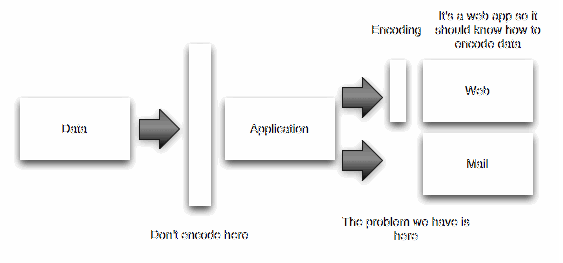 Encoding
It's a web app so it
should know how to
encode data
Data
Application
Web
Mail
Don't encode here
The problem we have is
here